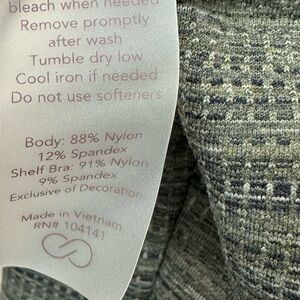 bleach when needed
Remove promptly
after wash
Tumble dry low
Cool iron if needed
Do not use softeners
Body: 88% Nylon
12% Spandex
Shelf Bra: 91% Nylon
9% Spandex
Exclusive of Decoration
Made in Vietnam
RN# 104141